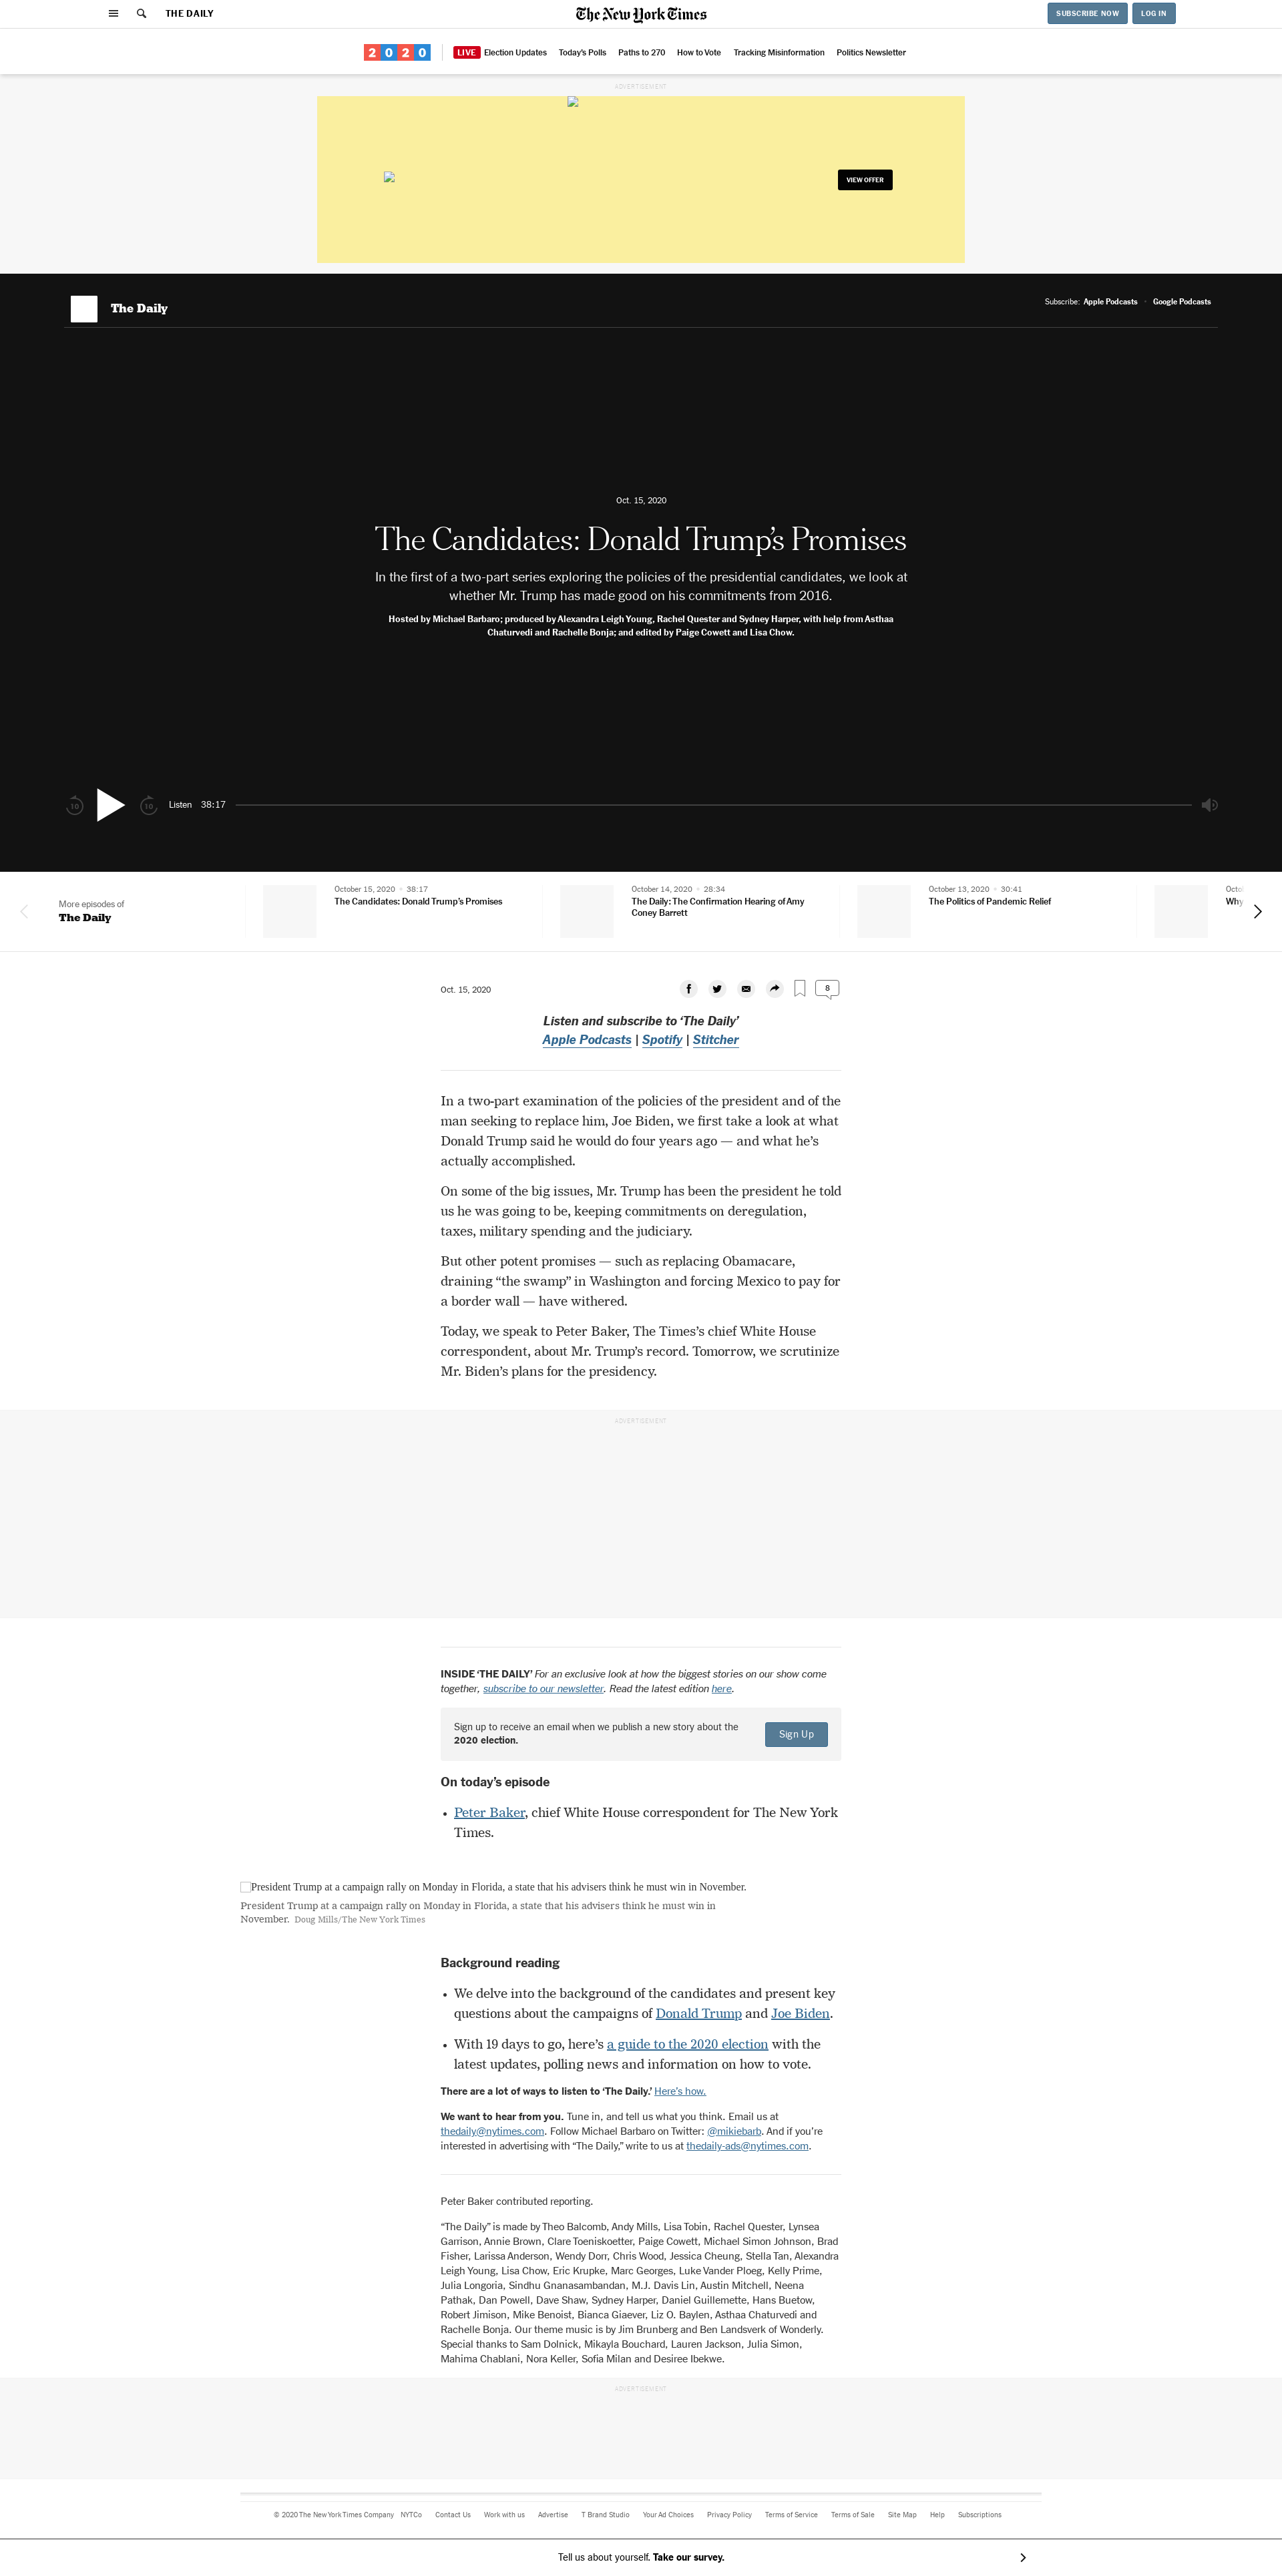 THE DAILY
The New York Times
SUBSCRIBE NOW
LOG IN
2020
LIVE Election Updates
Today's Polls
Paths to 270
How to Vote
Tracking Misinformation
Politics Newsletter
ADVERTISEMENT
VIEW OFFER
The Daily
Subscribe: Apple Podcasts • Google Podcasts
Oct. 15, 2020
The Candidates: Donald Trump’s Promises
In the first of a two-part series exploring the policies of the presidential candidates, we look at
whether Mr. Trump has made good on his commitments from 2016.
Hosted by Michael Barbaro; produced by Alexandra Leigh Young, Rachel Quester and Sydney Harper, with help from Asthaa
Chaturvedi and Rachelle Bonja; and edited by Paige Cowett and Lisa Chow.
10
10
Listen 38:17
More episodes of
The Daily
October 15, 2020 • 38:17
The Candidates: Donald Trump’s Promises
October 14, 2020 • 28:34
The Daily: The Confirmation Hearing of Amy
Coney Barrett
October 13, 2020 • 30:41
The Politics of Pandemic Relief
Octo
Why
Oct. 15, 2020
8
Listen and subscribe to ‘The Daily’
Apple Podcasts | Spotify | Stitcher
In a two-part examination of the policies of the president and of the
man seeking to replace him, Joe Biden, we first take a look at what
Donald Trump said he would do four years ago — and what he’s
actually accomplished.
On some of the big issues, Mr. Trump has been the president he told
us he was going to be, keeping commitments on deregulation,
taxes, military spending and the judiciary.
But other potent promises — such as replacing Obamacare,
draining “the swamp” in Washington and forcing Mexico to pay for
a border wall — have withered.
Today, we speak to Peter Baker, The Times’s chief White House
correspondent, about Mr. Trump’s record. Tomorrow, we scrutinize
Mr. Biden’s plans for the presidency.
ADVERTISEMENT
INSIDE ‘THE DAILY’ For an exclusive look at how the biggest stories on our show come
together, subscribe to our newsletter. Read the latest edition here.
Sign up to receive an email when we publish a new story about the
2020 election.
Sign Up
On today’s episode
• Peter Baker, chief White House correspondent for The New York
Times.
President Trump at a campaign rally on Monday in Florida, a state that his advisers think he must win in November.
President Trump at a campaign rally on Monday in Florida, a state that his advisers think he must win in
November. Doug Mills/The New York Times
Background reading
• We delve into the background of the candidates and present key
questions about the campaigns of Donald Trump and Joe Biden.
• With 19 days to go, here’s a guide to the 2020 election with the
latest updates, polling news and information on how to vote.
There are a lot of ways to listen to ‘The Daily.’ Here’s how.
We want to hear from you. Tune in, and tell us what you think. Email us at
thedaily@nytimes.com. Follow Michael Barbaro on Twitter: @mikiebarb. And if you’re
interested in advertising with “The Daily,” write to us at thedaily-ads@nytimes.com.
Peter Baker contributed reporting.
“The Daily” is made by Theo Balcomb, Andy Mills, Lisa Tobin, Rachel Quester, Lynsea
Garrison, Annie Brown, Clare Toeniskoetter, Paige Cowett, Michael Simon Johnson, Brad
Fisher, Larissa Anderson, Wendy Dorr, Chris Wood, Jessica Cheung, Stella Tan, Alexandra
Leigh Young, Lisa Chow, Eric Krupke, Marc Georges, Luke Vander Ploeg, Kelly Prime,
Julia Longoria, Sindhu Gnanasambandan, M.J. Davis Lin, Austin Mitchell, Neena
Pathak, Dan Powell, Dave Shaw, Sydney Harper, Daniel Guillemette, Hans Buetow,
Robert Jimison, Mike Benoist, Bianca Giaever, Liz O. Baylen, Asthaa Chaturvedi and
Rachelle Bonja. Our theme music is by Jim Brunberg and Ben Landsverk of Wonderly.
Special thanks to Sam Dolnick, Mikayla Bouchard, Lauren Jackson, Julia Simon,
Mahima Chablani, Nora Keller, Sofia Milan and Desiree Ibekwe.
ADVERTISEMENT
© 2020 The New York Times Company
NYTCo
Contact Us
Work with us
Advertise
T Brand Studio
Your Ad Choices
Privacy Policy
Terms of Service
Terms of Sale
Site Map
Help
Subscriptions
Tell us about yourself. Take our survey.